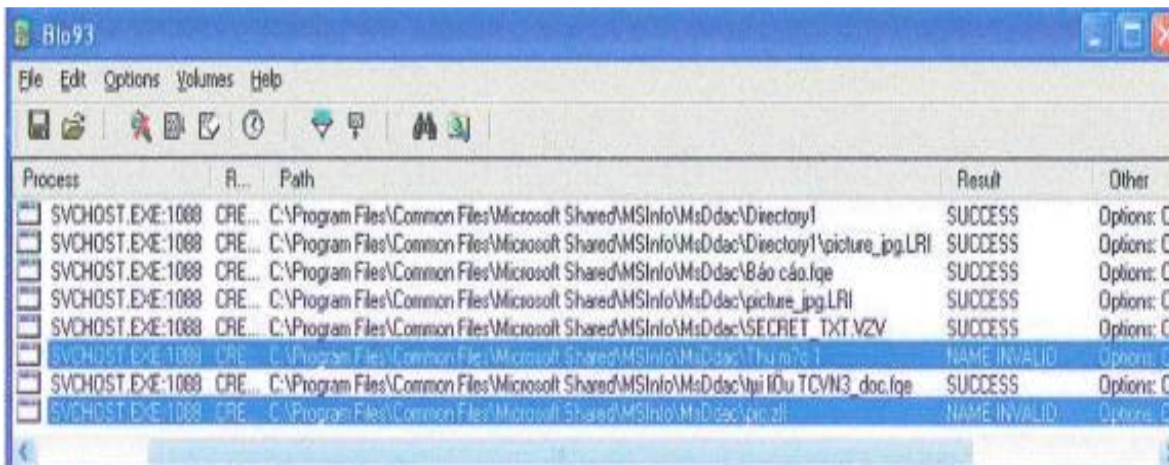 Blo93
File Edit Options Volumes Help
Process R... Path Result Other
SVCHOST.EXE:1088 CRE... C:\Program Files\Common Files\Microsoft Shared\MSInfo\MsDdac\Directory1 SUCCESS Options:
SVCHOST.EXE:1088 CRE... C:\Program Files\Common Files\Microsoft Shared\MSInfo\MsDdac\Directory1\picture_jpg.LRI SUCCESS Options:
SVCHOST.EXE:1088 CRE... C:\Program Files\Common Files\Microsoft Shared\MSInfo\MsDdac\Báo cáo.fqe SUCCESS Options:
SVCHOST.EXE:1088 CRE... C:\Program Files\Common Files\Microsoft Shared\MSInfo\MsDdac\picture_jpg.LRI SUCCESS Options:
SVCHOST.EXE:1088 CRE... C:\Program Files\Common Files\Microsoft Shared\MSInfo\MsDdac\SECRET_TXT.VZV SUCCESS Options:
SVCHOST.EXE:1088 CRE... C:\Program Files\Common Files\Microsoft Shared\MSInfo\MsDdac\Thu m?c 1 NAME INVALID Options:
SVCHOST.EXE:1088 CRE... C:\Program Files\Common Files\Microsoft Shared\MSInfo\MsDdac\tµi liÖu TCVN3_doc.fqe SUCCESS Options:
SVCHOST.EXE:1088 CRE... C:\Program Files\Common Files\Microsoft Shared\MSInfo\MsDdac\pic.zlt NAME INVALID Options: